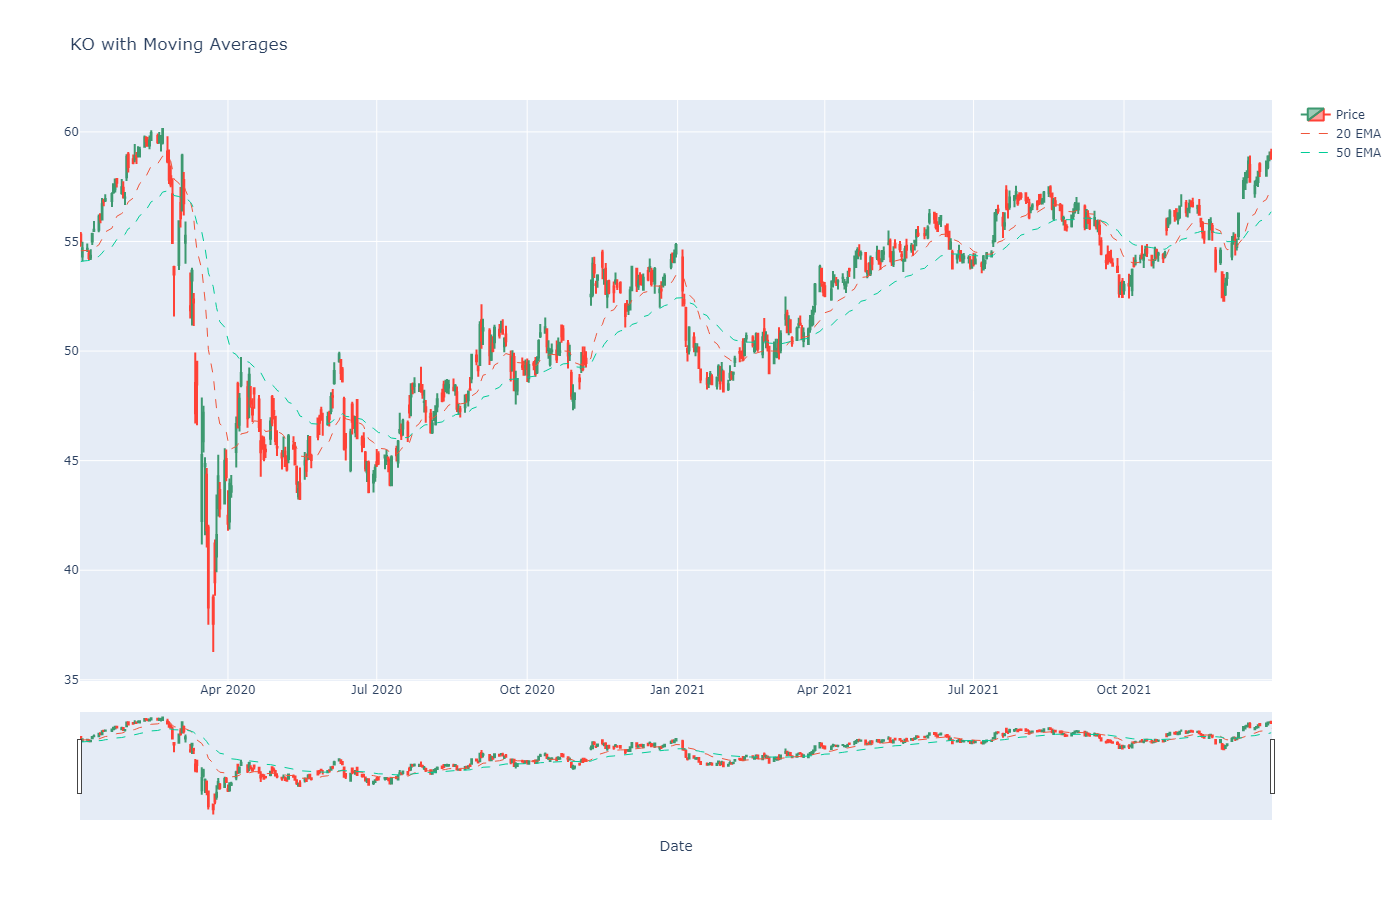 KO with Moving Averages
Price
20 EMA
50 EMA
60
55
50
45
40
35
Apr 2020
Jul 2020
Oct 2020
Jan 2021
Apr 2021
Jul 2021
Oct 2021
Date